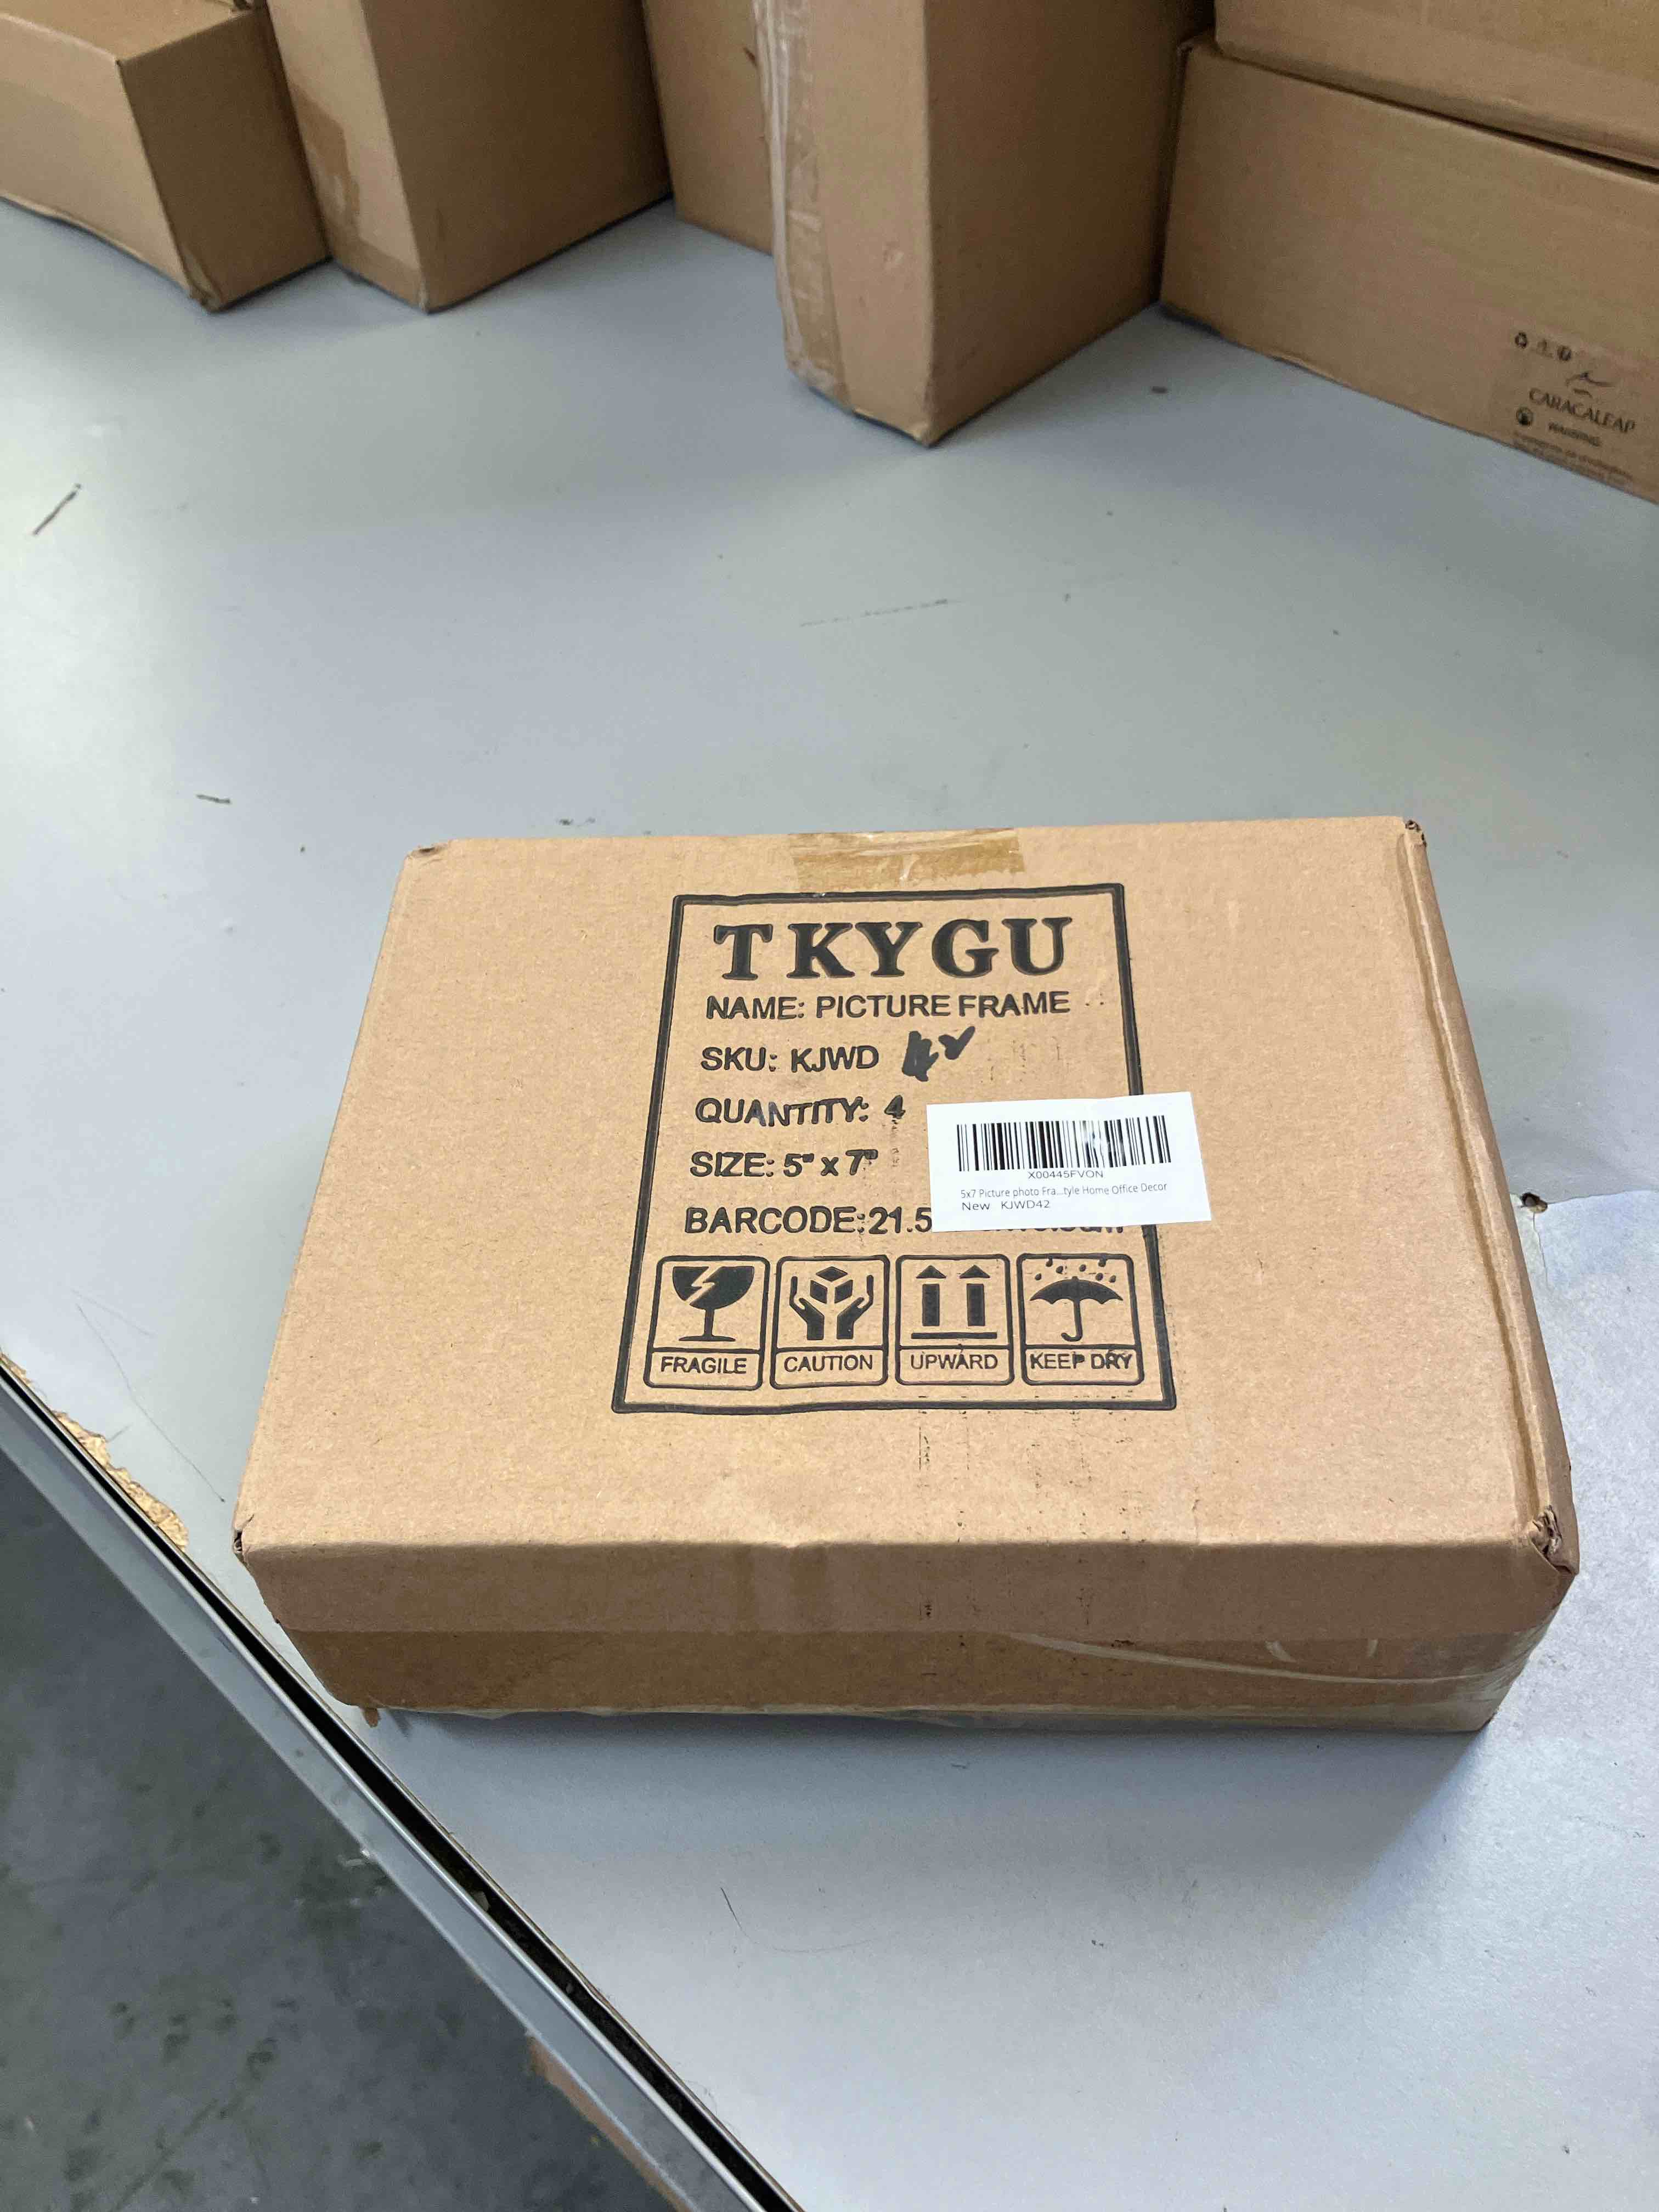 CARACALEAP
WARNING:
TKYGU
NAME: PICTURE FRAME
SKU: KJWD
QUANTITY: 4
SIZE: 5" x 7"
BARCODE:21.5
X00445FVON
5x7 Picture photo Fra...tyle Home Office Decor
New KJWD42
FRAGILE
CAUTION
UPWARD
KEEP DRY